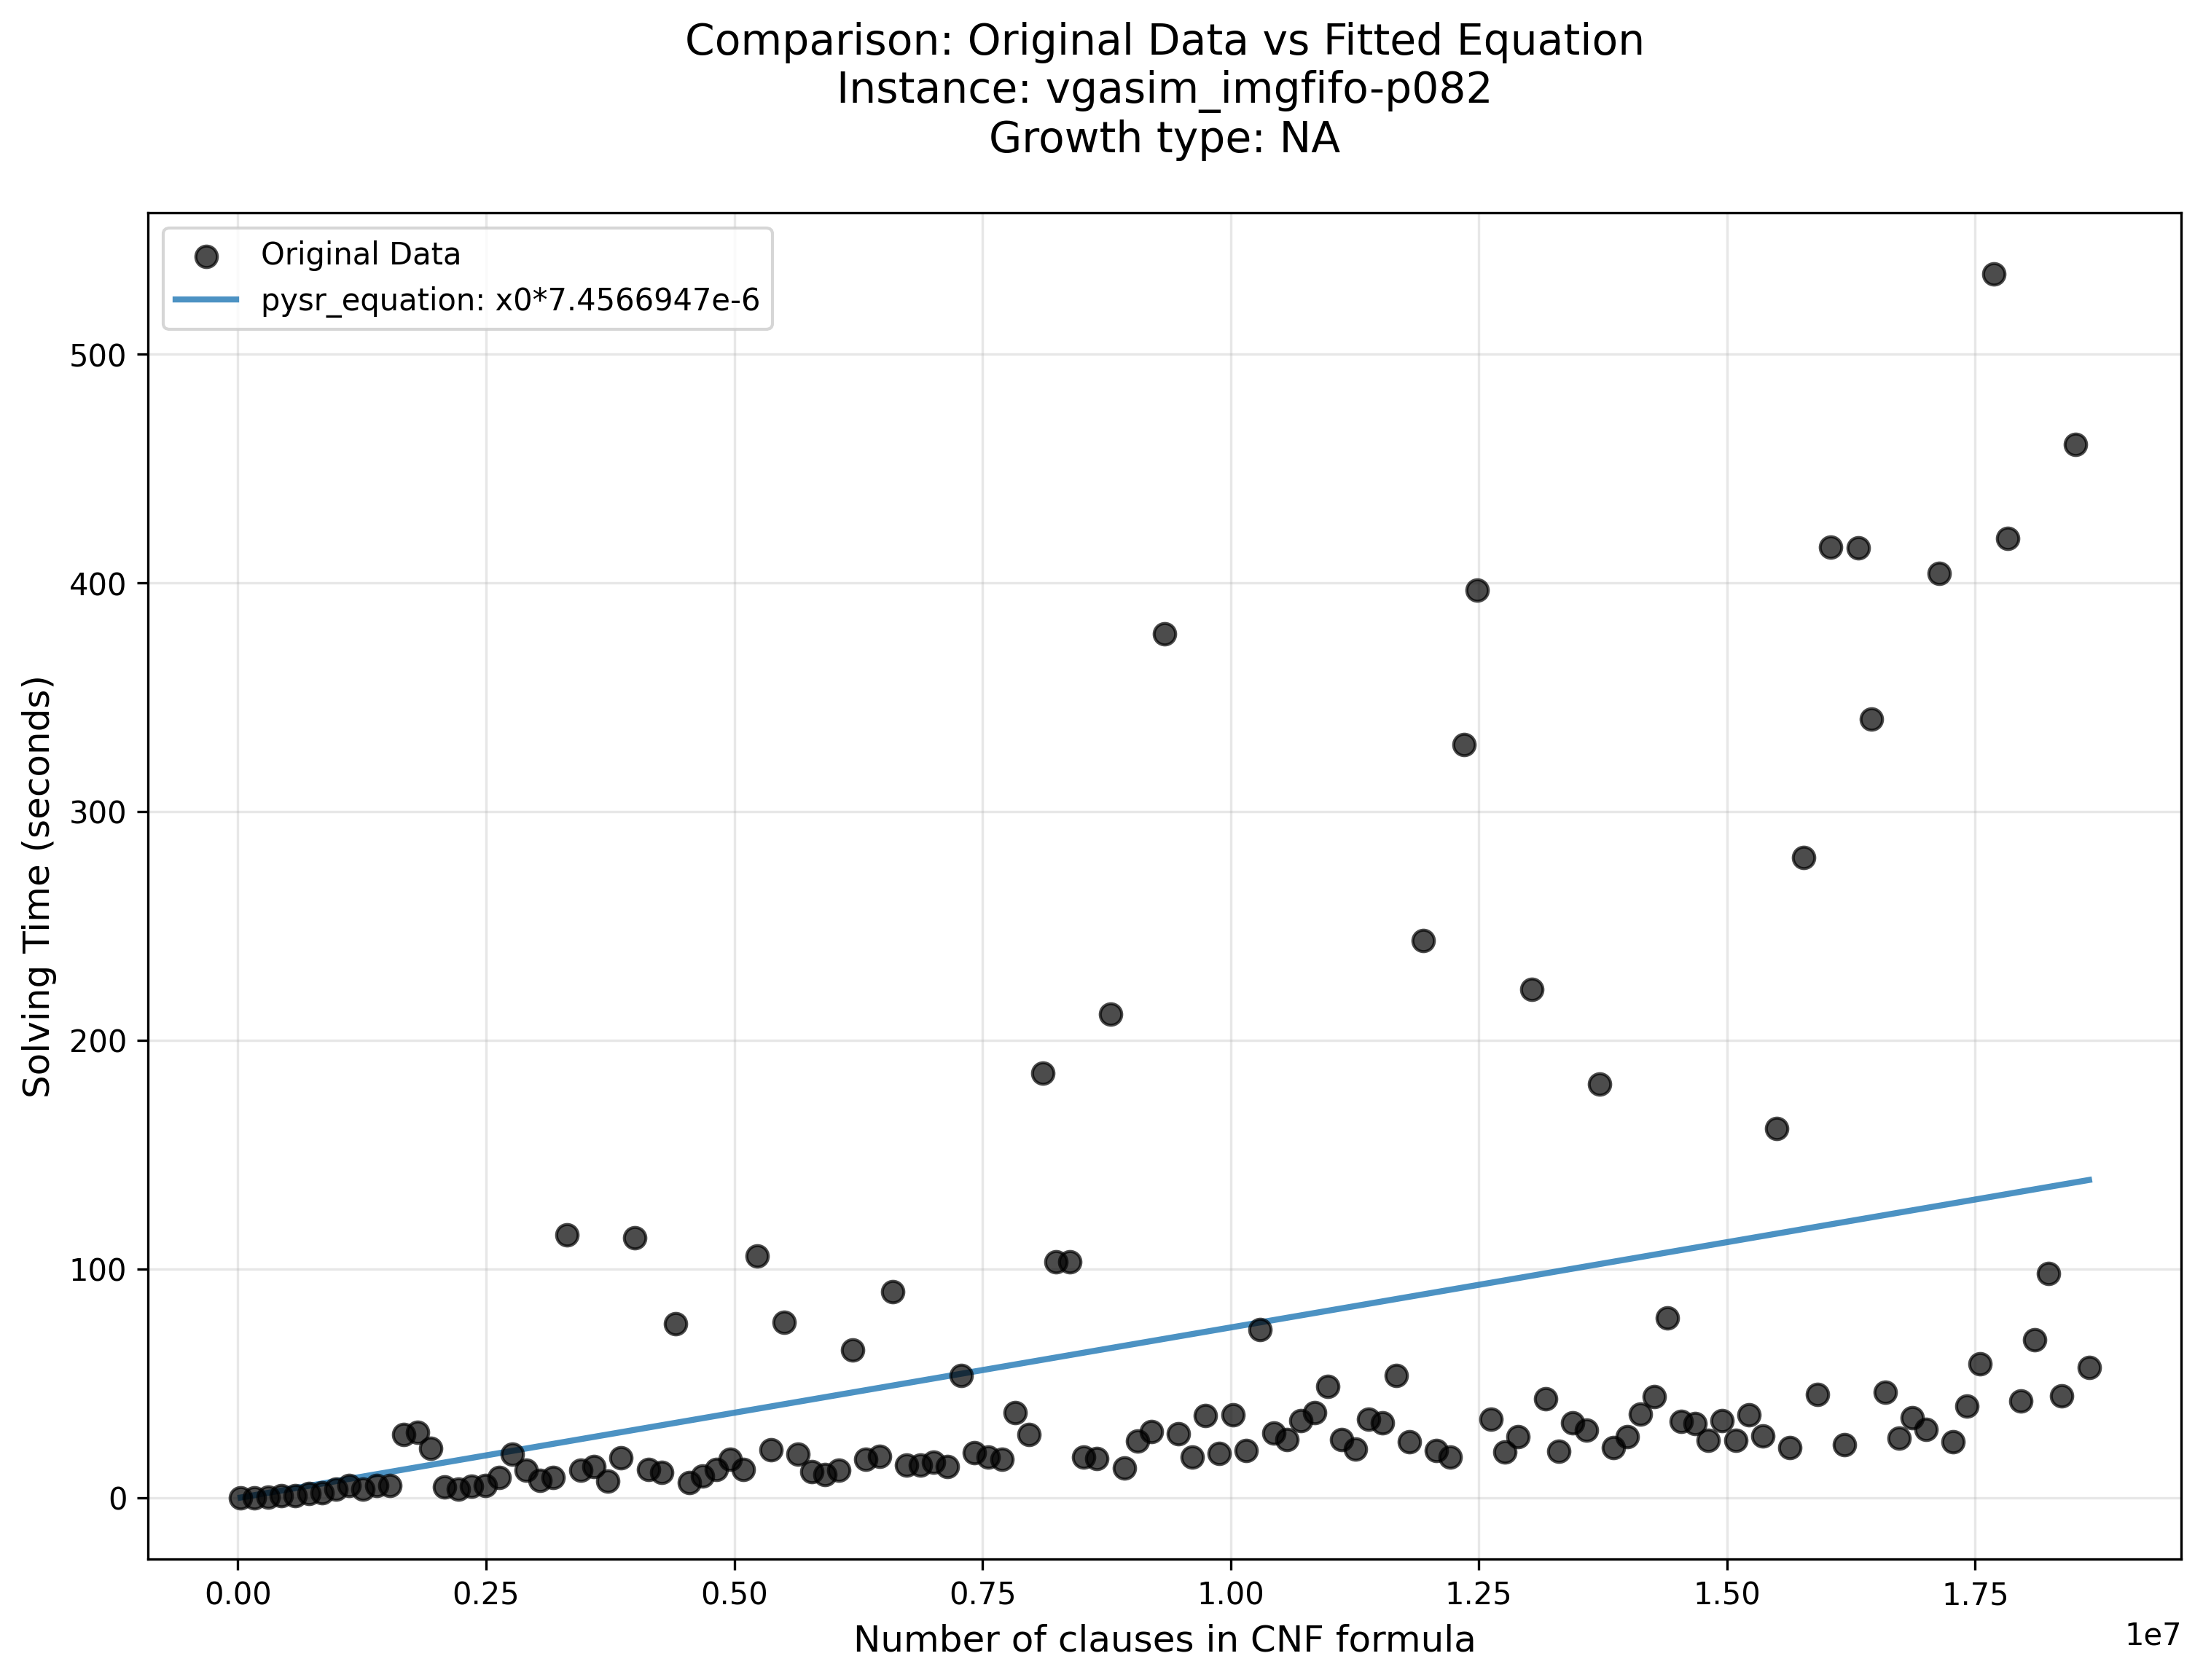 Comparison: Original Data vs Fitted Equation
Instance: vgasim_imgfifo-p082
Growth type: NA
Original Data
pysr_equation: x0*7.4566947e-6
500
400
300
200
100
0
Solving Time (seconds)
0.00 0.25 0.50 0.75 1.00 1.25 1.50 1.75
1e7
Number of clauses in CNF formula